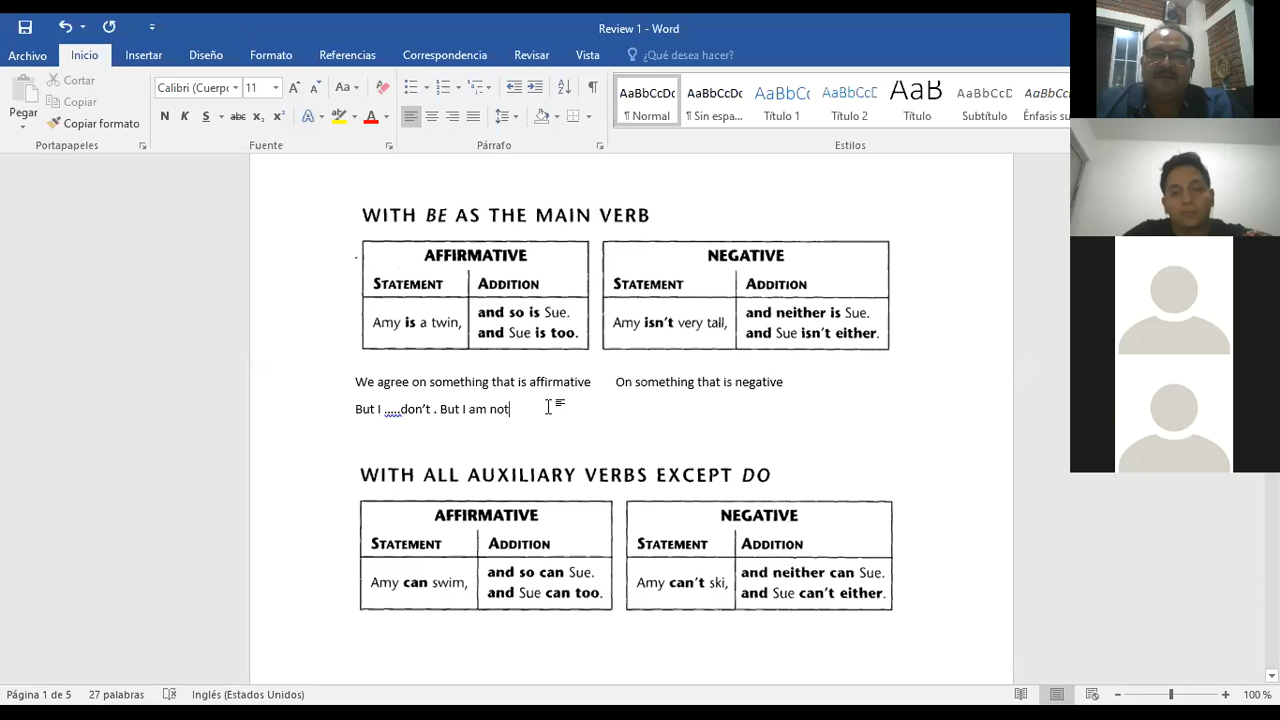 Review 1 - Word
Archivo Inicio Insertar Diseño Formato Referencias Correspondencia Revisar Vista ¿Qué desea hacer?
Pegar
Cortar
Copiar
Copiar formato
Portapapeles
Calibri (Cuerpo 11
A A Aa
N K S abc x₂ x²
A A
Fuente
Párrafo
AaBbCcDc AaBbCcDc AaBbCc AaBbCcD AaB AaBbCcD AaBbCcD
¶ Normal ¶ Sin espa... Título 1 Título 2 Título Subtítulo Énfasis su
Estilos
WITH BE AS THE MAIN VERB
AFFIRMATIVE
STATEMENT ADDITION
Amy is a twin,
and so is Sue.
and Sue is too.
NEGATIVE
STATEMENT ADDITION
Amy isn't very tall,
and neither is Sue.
and Sue isn't either.
We agree on something that is affirmative On something that is negative
But I .....don't . But I am not
WITH ALL AUXILIARY VERBS EXCEPT DO
AFFIRMATIVE
STATEMENT ADDITION
Amy can swim,
and so can Sue.
and Sue can too.
NEGATIVE
STATEMENT ADDITION
Amy can't ski,
and neither can Sue.
and Sue can't either.
Página 1 de 5 27 palabras Inglés (Estados Unidos) 100 %